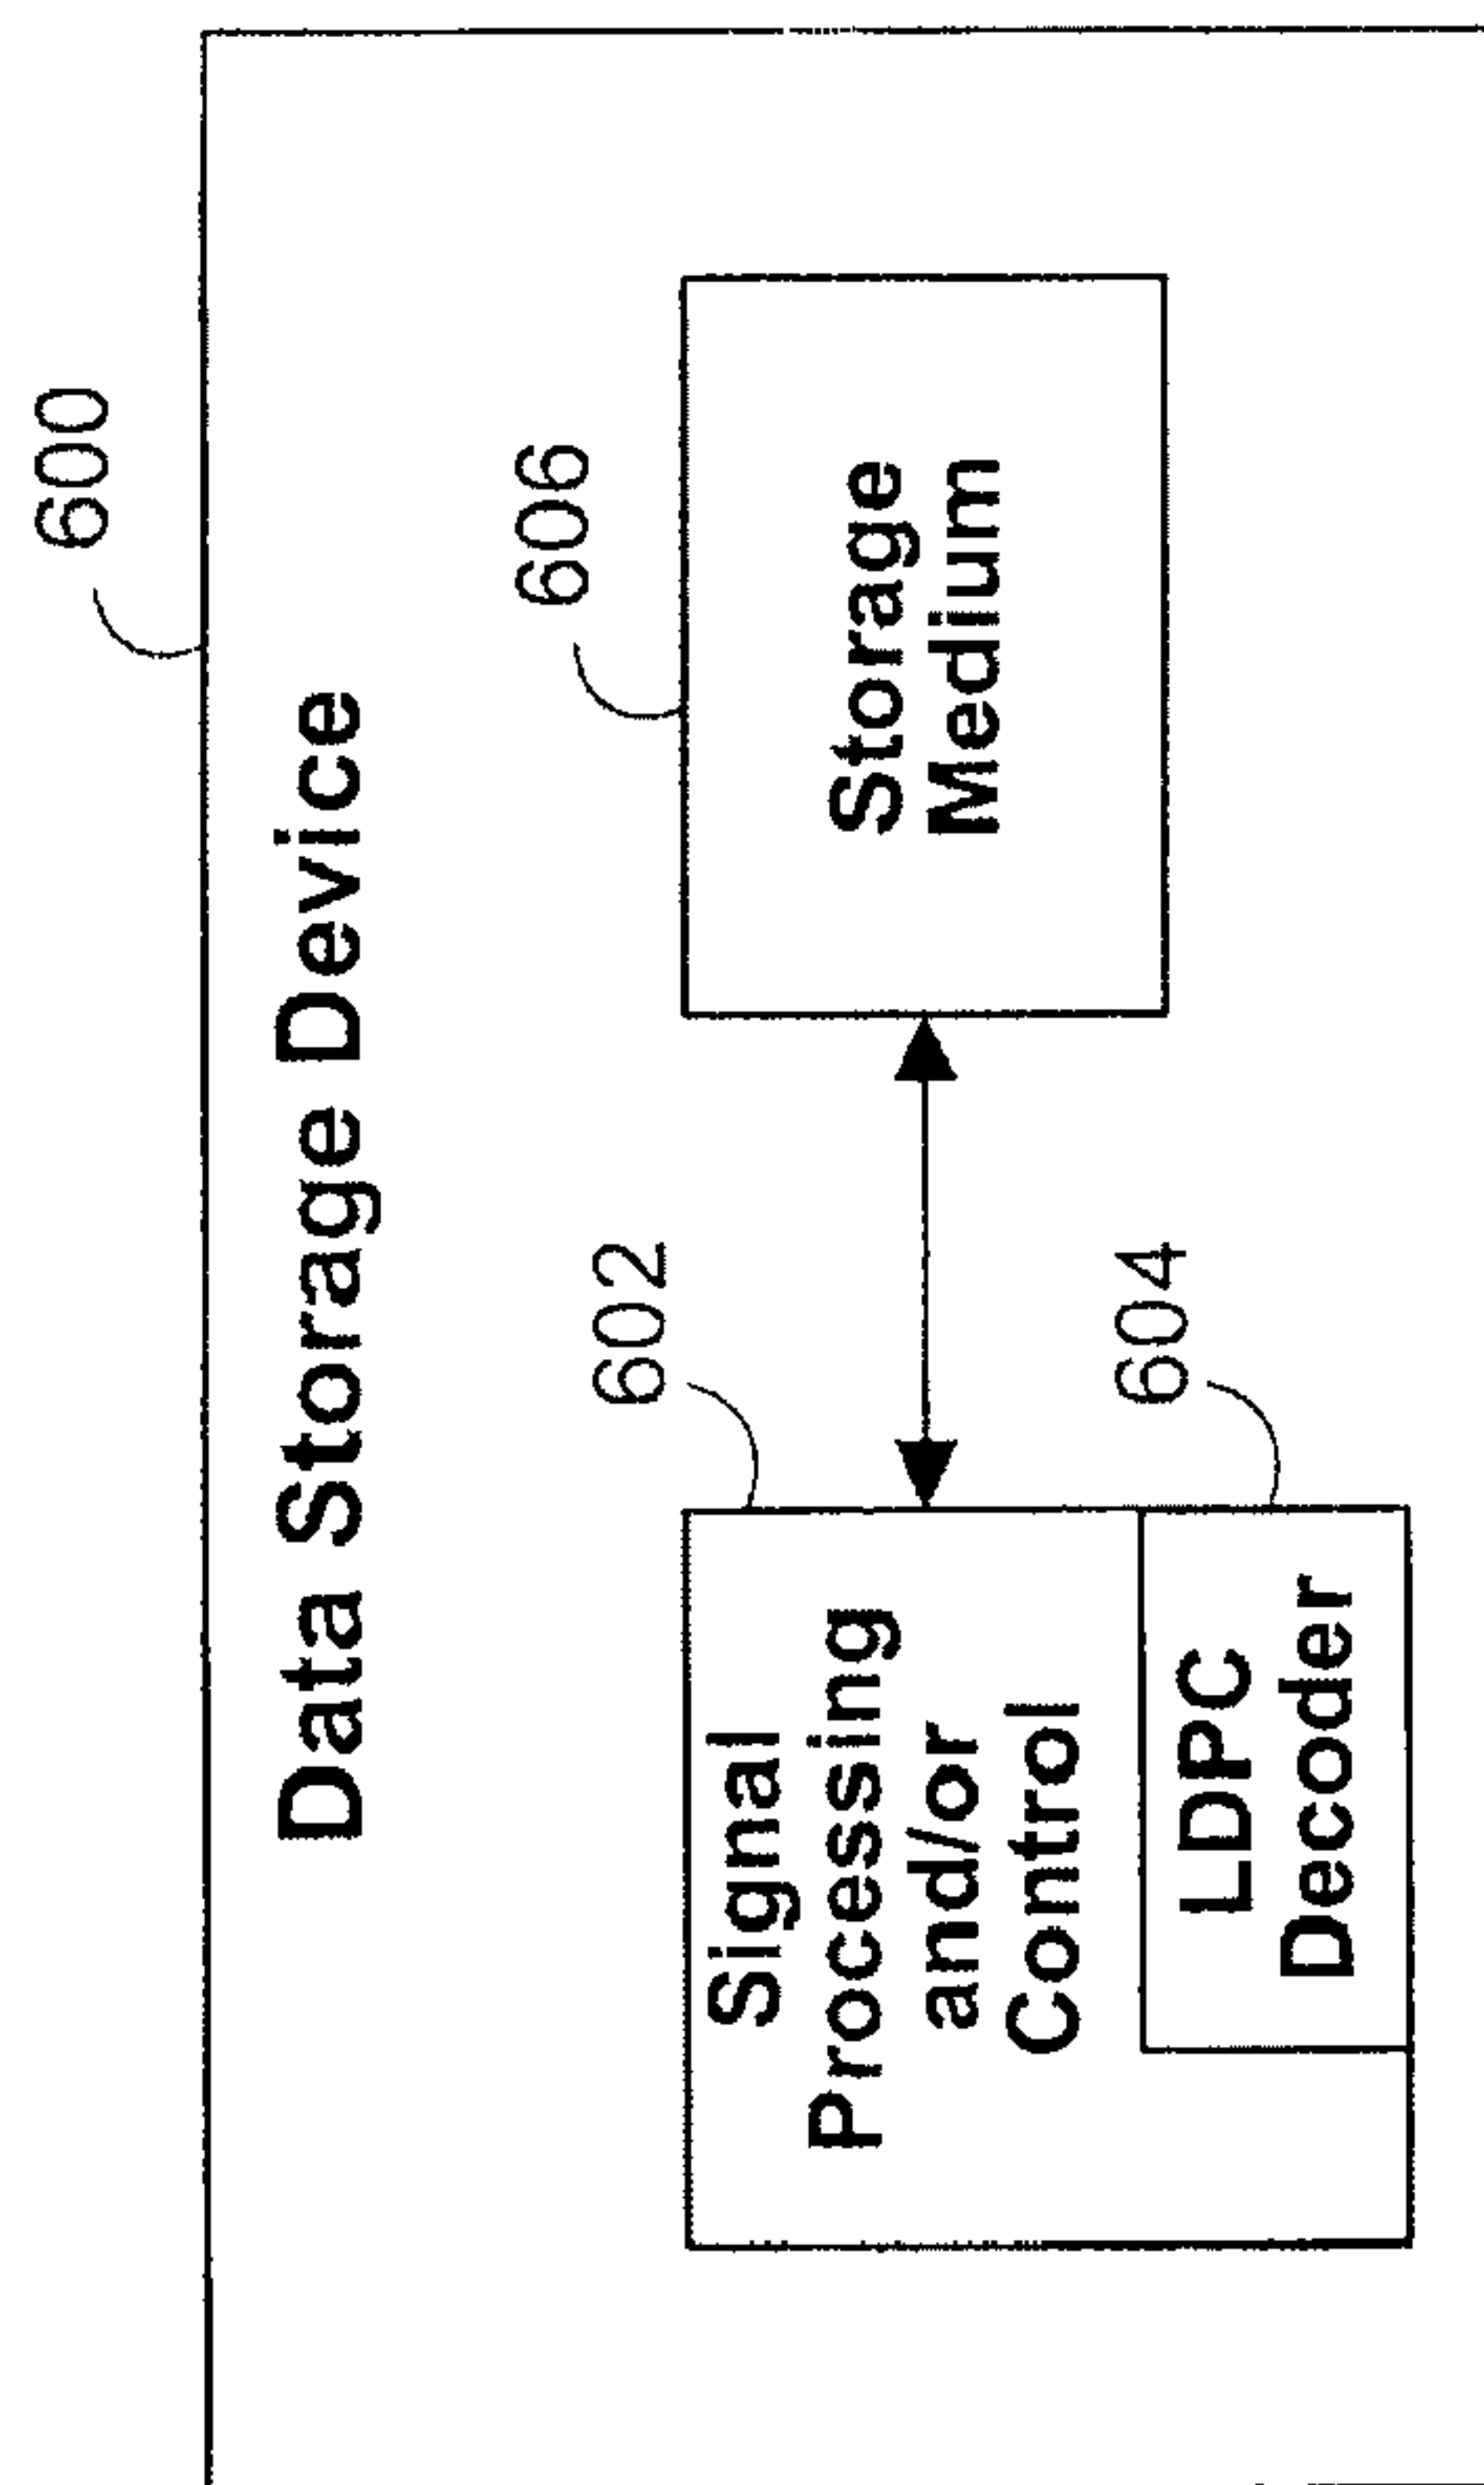 600
Data Storage Device
606
602
Signal
Processing
and/or
Control
Storage
Medium
604
LDPC
Decoder